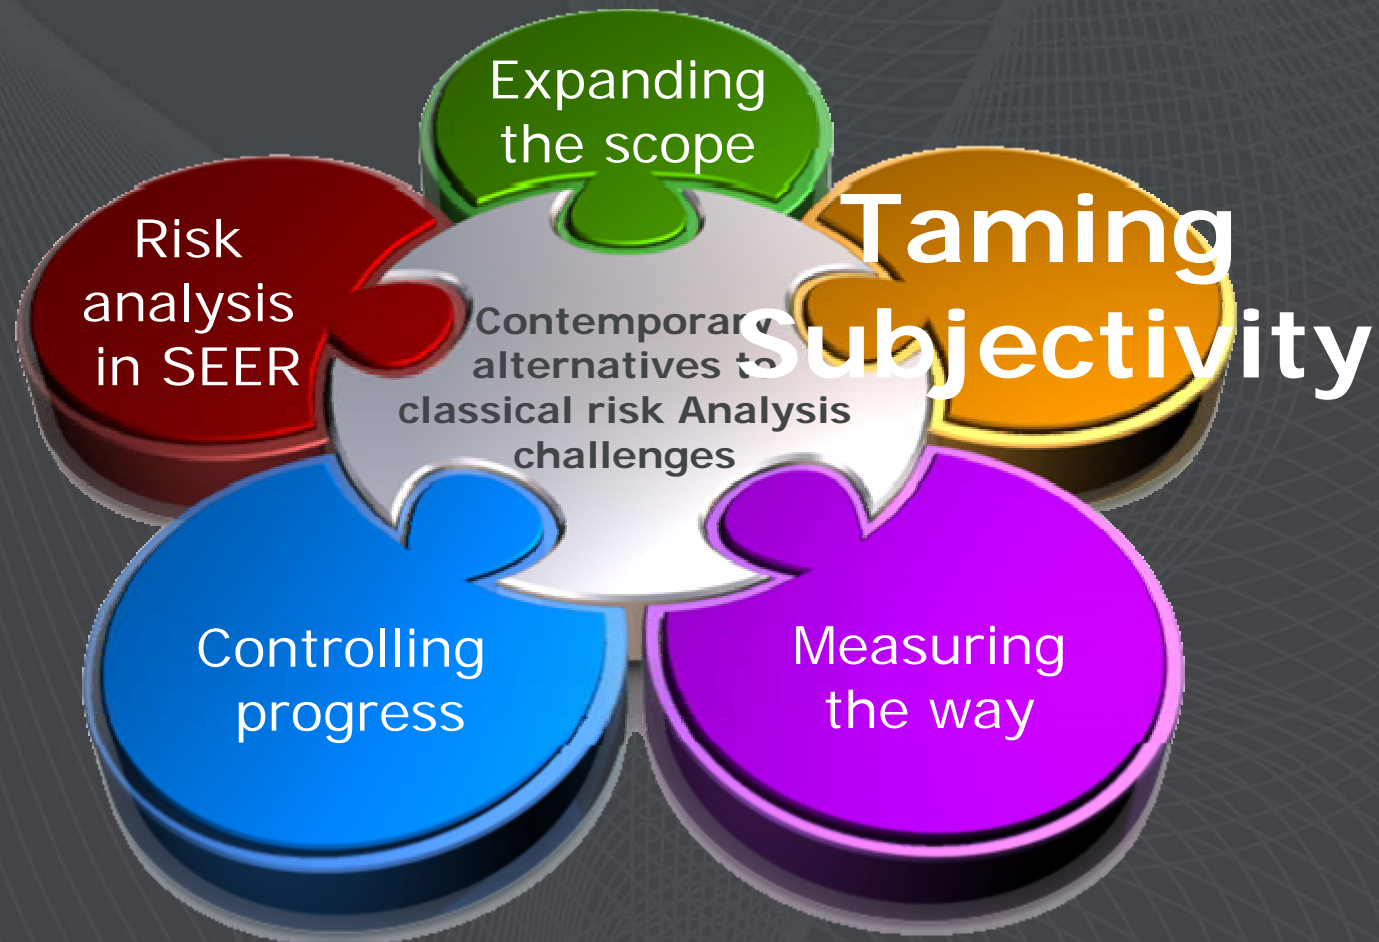 Expanding
the scope
Taming
Subjectivity
Risk
analysis
in SEER
Contemporary
alternatives to
classical risk Analysis
challenges
Controlling
progress
Measuring
the way